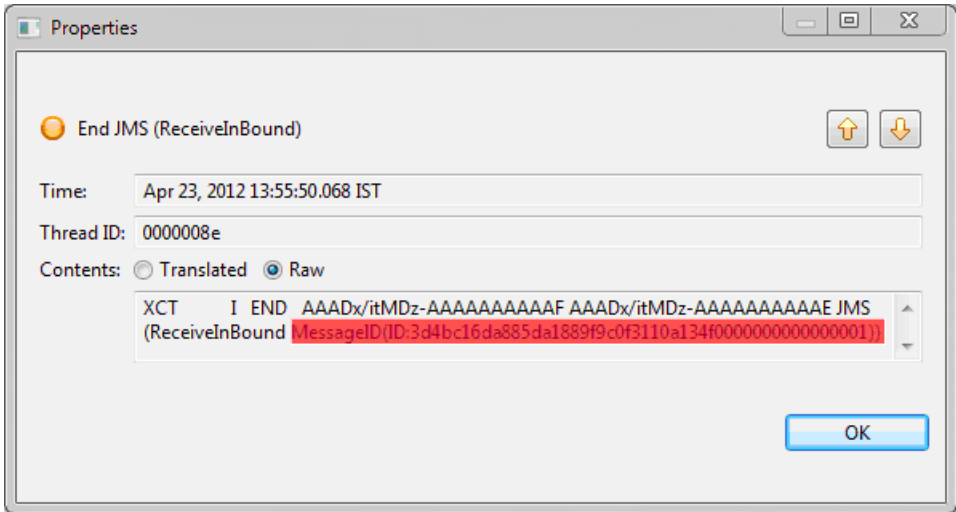 Properties
End JMS (ReceiveInBound)
Time: Apr 23, 2012 13:55:50.068 IST
Thread ID: 0000008e
Contents: Translated Raw
XCT I END AAADx/itMDz-AAAAAAAAAAF AAADx/itMDz-AAAAAAAAAAE JMS
(ReceiveInBound MessageID(ID:3d4bc16da885da1889f9c0f3110a134f0000000000000001))
OK